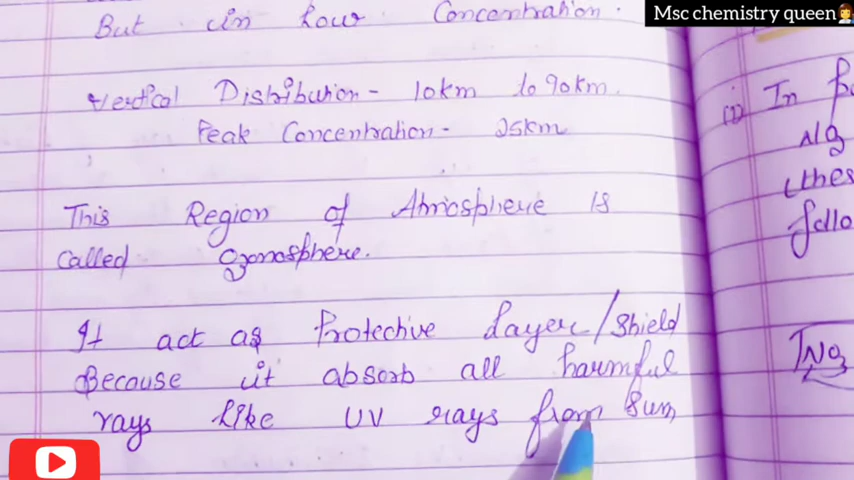 Msc chemistry queen👩‍🔬
But in Low Concentration.
Vertical Distribution - 10km to 90km.
Peak Concentration - 25km
This Region of Atmosphere is
called Ozonosphere.
It act as Protective Layer/Shield
Because it absorb all harmful
rays like UV rays from Sun,
(i) In
Alg
(thes
follo